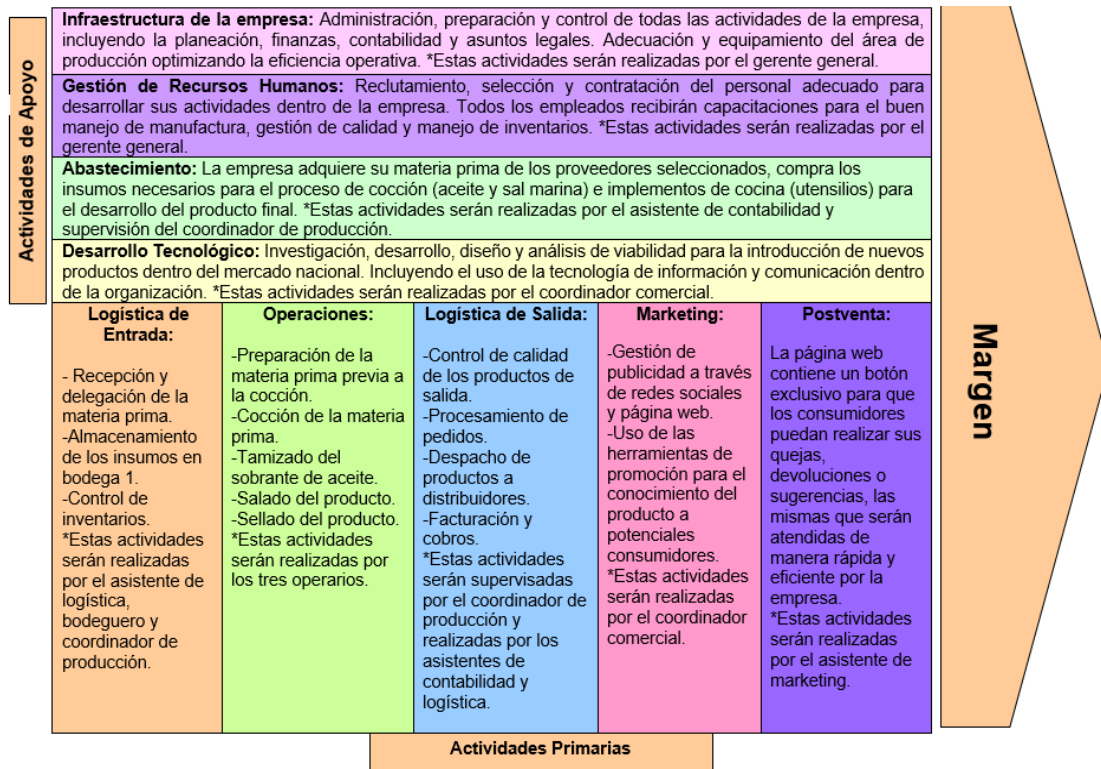 Actividades de Apoyo
Infraestructura de la empresa: Administración, preparación y control de todas las actividades de la empresa,
incluyendo la planeación, finanzas, contabilidad y asuntos legales. Adecuación y equipamiento del área de
producción optimizando la eficiencia operativa. *Estas actividades serán realizadas por el gerente general.
Gestión de Recursos Humanos: Reclutamiento, selección y contratación del personal adecuado para
desarrollar sus actividades dentro de la empresa. Todos los empleados recibirán capacitaciones para el buen
manejo de manufactura, gestión de calidad y manejo de inventarios. *Estas actividades serán realizadas por el
gerente general.
Abastecimiento: La empresa adquiere su materia prima de los proveedores seleccionados, compra los
insumos necesarios para el proceso de cocción (aceite y sal marina) e implementos de cocina (utensilios) para
el desarrollo del producto final. *Estas actividades serán realizadas por el asistente de contabilidad y
supervisión del coordinador de producción.
Desarrollo Tecnológico: Investigación, desarrollo, diseño y análisis de viabilidad para la introducción de nuevos
productos dentro del mercado nacional. Incluyendo el uso de la tecnología de información y comunicación dentro
de la organización. *Estas actividades serán realizadas por el coordinador comercial.
Logística de
Entrada:
- Recepción y
delegación de la
materia prima.
-Almacenamiento
de los insumos en
bodega 1.
-Control de
inventarios.
*Estas actividades
serán realizadas
por el asistente de
logística,
bodeguero y
coordinador de
producción.
Operaciones:
-Preparación de la
materia prima previa a
la cocción.
-Cocción de la materia
prima.
-Tamizado del
sobrante de aceite.
-Salado del producto.
-Sellado del producto.
*Estas actividades
serán realizadas por
los tres operarios.
Logística de Salida:
-Control de calidad
de los productos de
salida.
-Procesamiento de
pedidos.
-Despacho de
productos a
distribuidores.
-Facturación y
cobros.
*Estas actividades
serán supervisadas
por el coordinador de
producción y
realizadas por los
asistentes de
contabilidad y
logística.
Marketing:
-Gestión de
publicidad a través
de redes sociales
y página web.
-Uso de las
herramientas de
promoción para el
conocimiento del
producto a
potenciales
consumidores.
*Estas actividades
serán realizadas
por el coordinador
comercial.
Postventa:
La página web
contiene un botón
exclusivo para que
los consumidores
puedan realizar sus
quejas,
devoluciones o
sugerencias, las
mismas que serán
atendidas de
manera rápida y
eficiente por la
empresa.
*Estas actividades
serán realizadas
por el asistente de
marketing.
Margen
Actividades Primarias